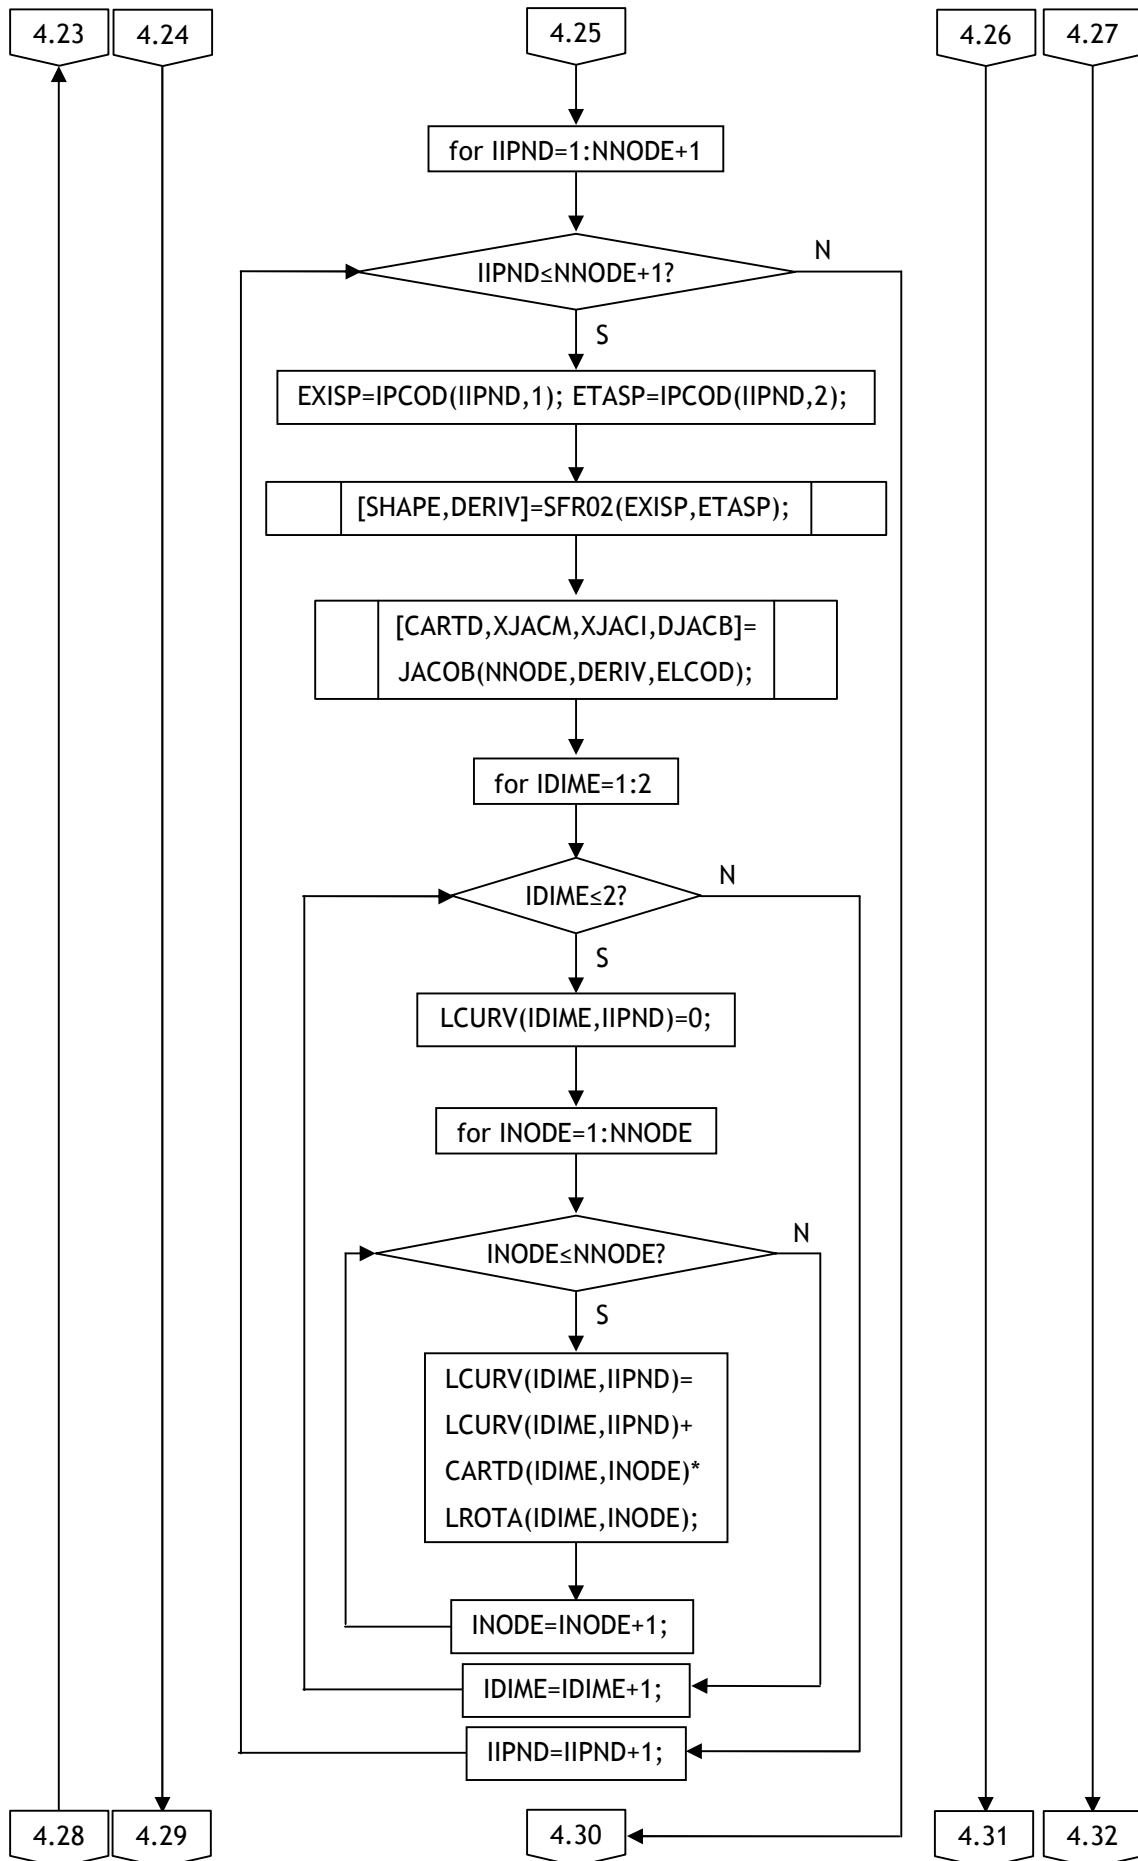 4.23
4.24
4.25
4.26
4.27
for IIPND=1:NNODE+1
IIPND≤NNODE+1?
N
S
EXISP=IPCOD(IIPND,1); ETASP=IPCOD(IIPND,2);
[SHAPE,DERIV]=SFR02(EXISP,ETASP);
[CARTD,XJACM,XJACI,DJACB]=
JACOB(NNODE,DERIV,ELCOD);
for IDIME=1:2
IDIME≤2?
N
S
LCURV(IDIME,IIPND)=0;
for INODE=1:NNODE
INODE≤NNODE?
N
S
LCURV(IDIME,IIPND)=
LCURV(IDIME,IIPND)+
CARTD(IDIME,INODE)*
LROTA(IDIME,INODE);
INODE=INODE+1;
IDIME=IDIME+1;
IIPND=IIPND+1;
4.28
4.29
4.30
4.31
4.32